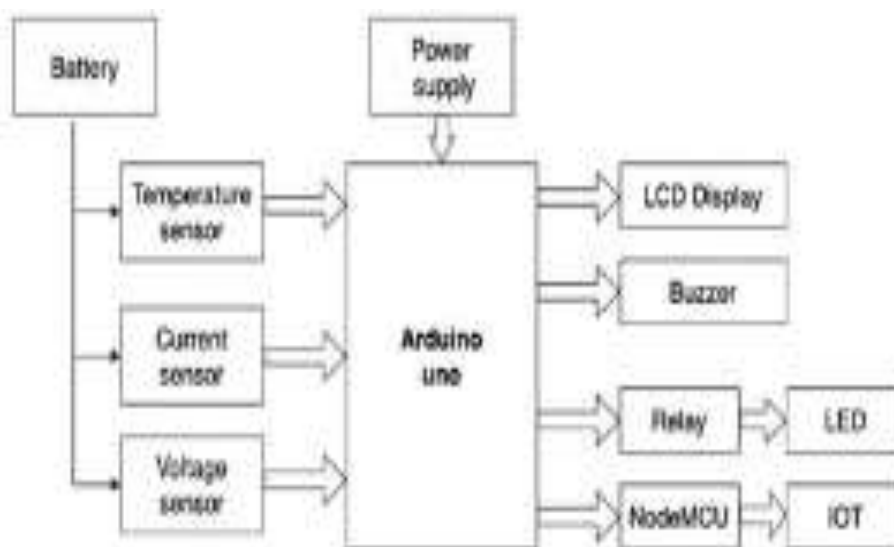 Battery
Power
supply
Temperature
sensor
LCD Display
Buzzer
Current
sensor
Arduino
uno
Relay
LED
Voltage
sensor
NodeMCU
IOT